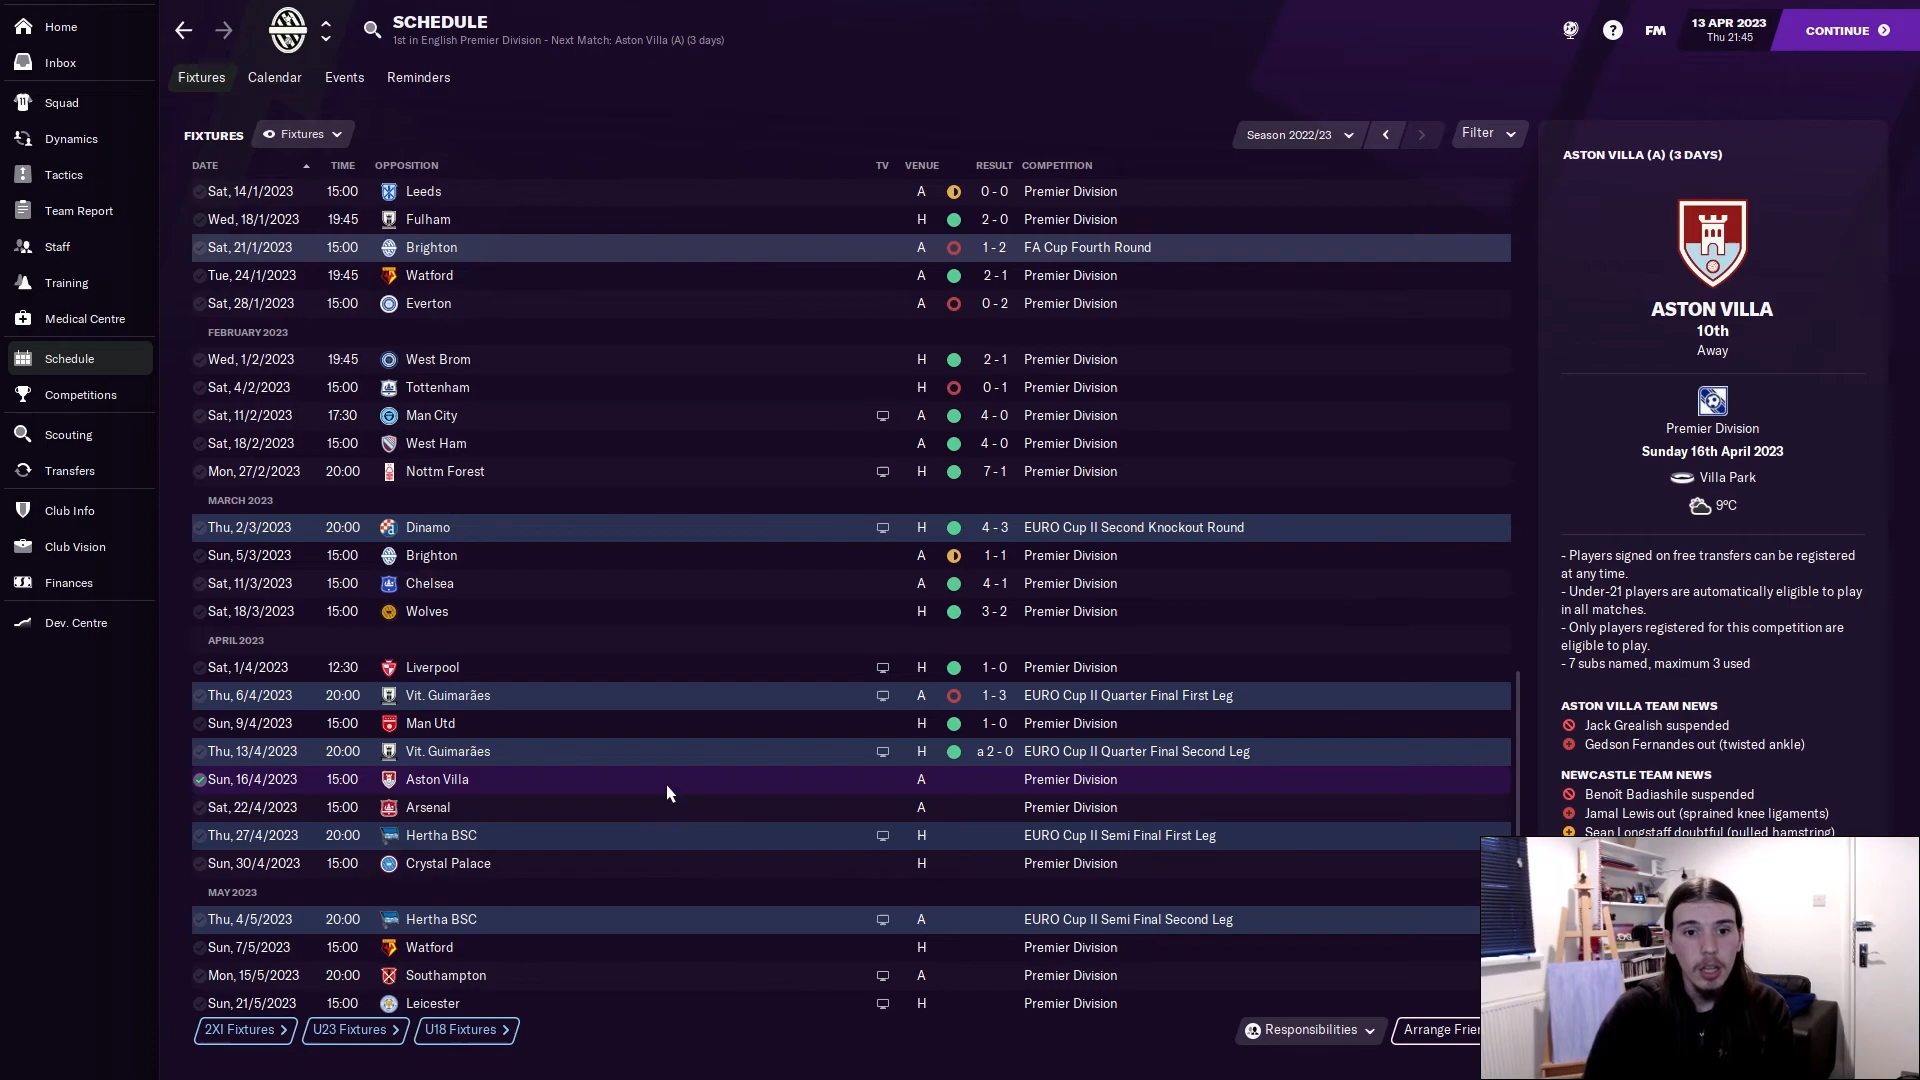 Home
Inbox
Squad
Dynamics
Tactics
Team Report
Staff
Training
Medical Centre
Schedule
Competitions
Scouting
Transfers
Club Info
Club Vision
Finances
Dev. Centre
SCHEDULE
1st in English Premier Division - Next Match: Aston Villa (A) (3 days)
? FM 13 APR 2023
Thu 21:45
CONTINUE
Fixtures Calendar Events Reminders
FIXTURES Fixtures Season 2022/23 Filter
DATE TIME OPPOSITION TV VENUE RESULT COMPETITION
Sat, 14/1/2023 15:00 Leeds A 0 - 0 Premier Division
Wed, 18/1/2023 19:45 Fulham H 2 - 0 Premier Division
Sat, 21/1/2023 15:00 Brighton A 1 - 2 FA Cup Fourth Round
Tue, 24/1/2023 19:45 Watford A 2 - 1 Premier Division
Sat, 28/1/2023 15:00 Everton A 0 - 2 Premier Division
FEBRUARY 2023
Wed, 1/2/2023 19:45 West Brom H 2 - 1 Premier Division
Sat, 4/2/2023 15:00 Tottenham H 0 - 1 Premier Division
Sat, 11/2/2023 17:30 Man City A 4 - 0 Premier Division
Sat, 18/2/2023 15:00 West Ham A 4 - 0 Premier Division
Mon, 27/2/2023 20:00 Nottm Forest H 7 - 1 Premier Division
MARCH 2023
Thu, 2/3/2023 20:00 Dinamo H 4 - 3 EURO Cup II Second Knockout Round
Sun, 5/3/2023 15:00 Brighton A 1 - 1 Premier Division
Sat, 11/3/2023 15:00 Chelsea A 4 - 1 Premier Division
Sat, 18/3/2023 15:00 Wolves H 3 - 2 Premier Division
APRIL 2023
Sat, 1/4/2023 12:30 Liverpool H 1 - 0 Premier Division
Thu, 6/4/2023 20:00 Vit. Guimarães A 1 - 3 EURO Cup II Quarter Final First Leg
Sun, 9/4/2023 15:00 Man Utd H 1 - 0 Premier Division
Thu, 13/4/2023 20:00 Vit. Guimarães H a 2 - 0 EURO Cup II Quarter Final Second Leg
Sun, 16/4/2023 15:00 Aston Villa A Premier Division
Sat, 22/4/2023 15:00 Arsenal A Premier Division
Thu, 27/4/2023 20:00 Hertha BSC H EURO Cup II Semi Final First Leg
Sun, 30/4/2023 15:00 Crystal Palace H Premier Division
MAY 2023
Thu, 4/5/2023 20:00 Hertha BSC A EURO Cup II Semi Final Second Leg
Sun, 7/5/2023 15:00 Watford H Premier Division
Mon, 15/5/2023 20:00 Southampton A Premier Division
Sun, 21/5/2023 15:00 Leicester H Premier Division
2XI Fixtures U23 Fixtures U18 Fixtures Responsibilities Arrange Frien
ASTON VILLA (A) (3 DAYS)
ASTON VILLA
10th
Away
Premier Division
Sunday 16th April 2023
Villa Park
9ºC
- Players signed on free transfers can be registered
at any time.
- Under-21 players are automatically eligible to play
in all matches.
- Only players registered for this competition are
eligible to play.
- 7 subs named, maximum 3 used
ASTON VILLA TEAM NEWS
Jack Grealish suspended
Gedson Fernandes out (twisted ankle)
NEWCASTLE TEAM NEWS
Benoît Badiashile suspended
Jamal Lewis out (sprained knee ligaments)
Sean Longstaff doubtful (pulled hamstring)